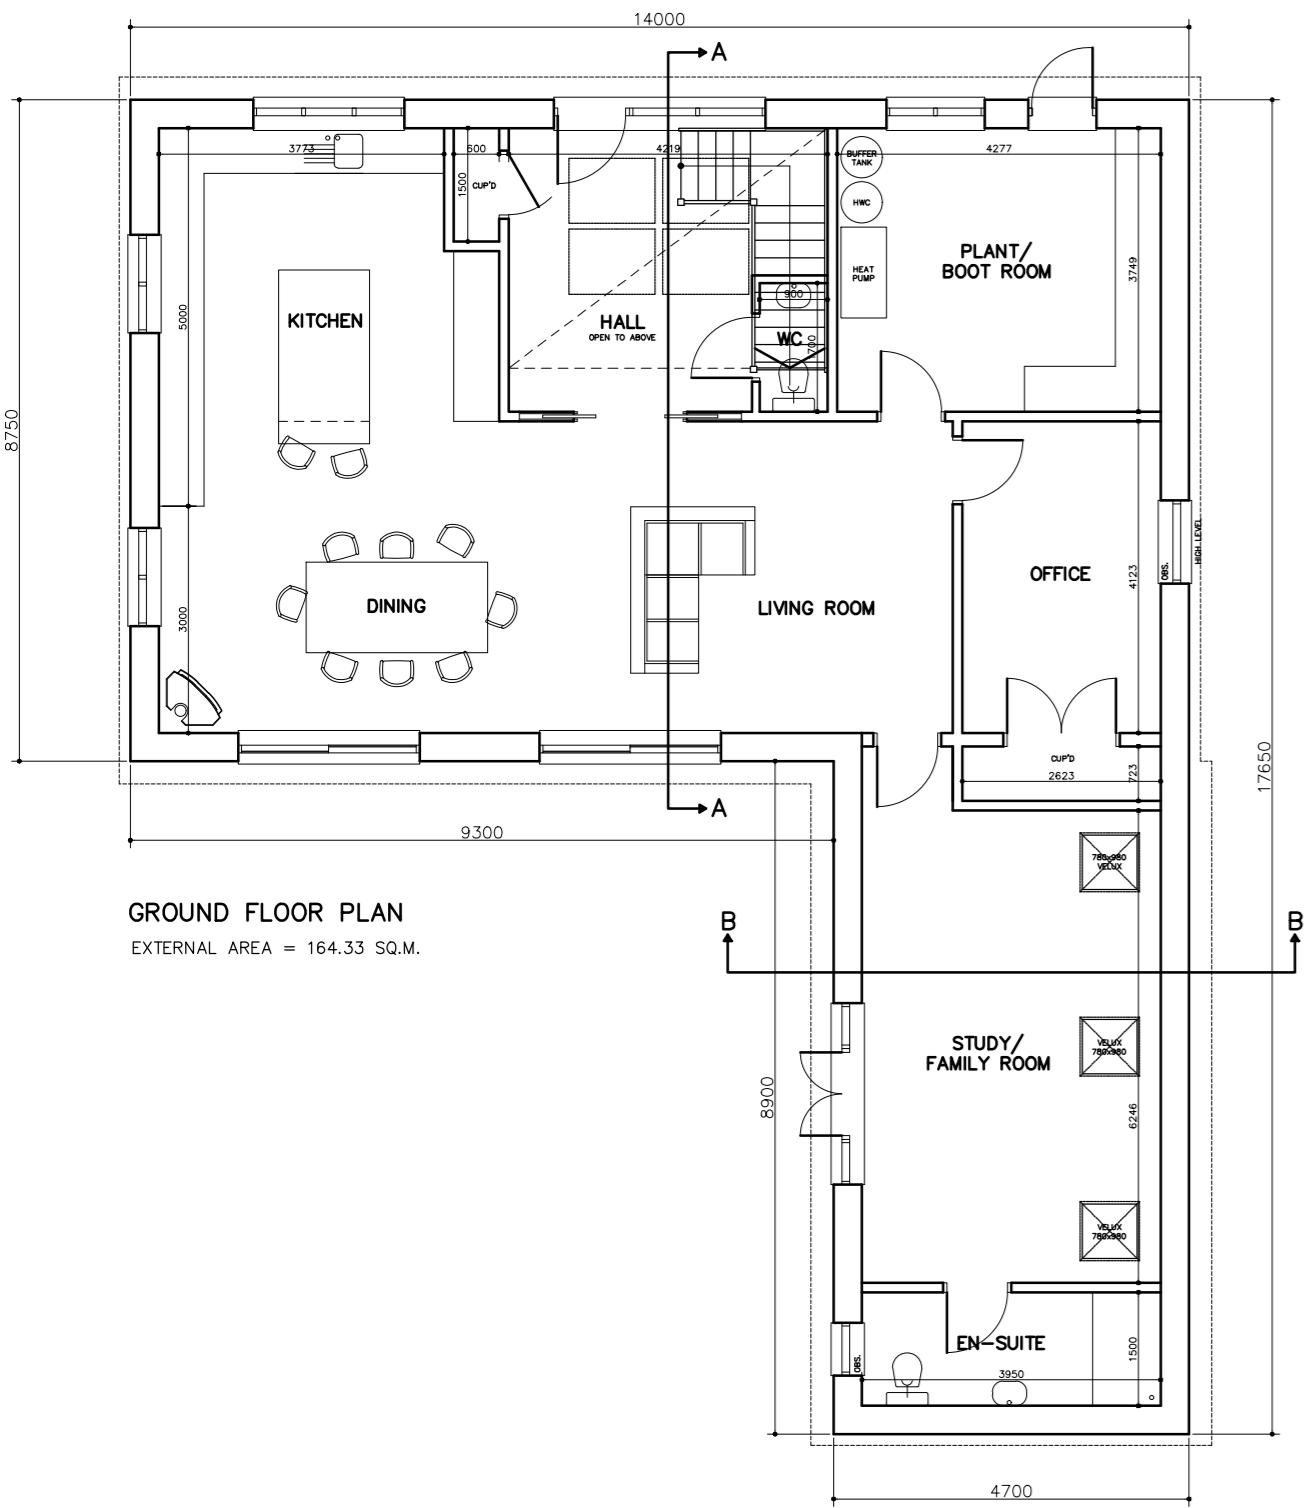 14000
A
3773
600
4219
4277
1500
CUP'D
BUFFER
TANK
HWC
HEAT
PUMP
PLANT/
BOOT ROOM
3749
5000
KITCHEN
HALL
OPEN TO ABOVE
900
WC
1700
8750
HIGH LEVEL
OBS.
OFFICE
4123
DINING
LIVING ROOM
3000
CUP'D
2623
723
17650
A
9300
780x980
VELUX
GROUND FLOOR PLAN
EXTERNAL AREA = 164.33 SQ.M.
B
B
STUDY/
FAMILY ROOM
VELUX
780x980
8900
6246
VELUX
780x980
EN-SUITE
OBS.
1500
3950
4700